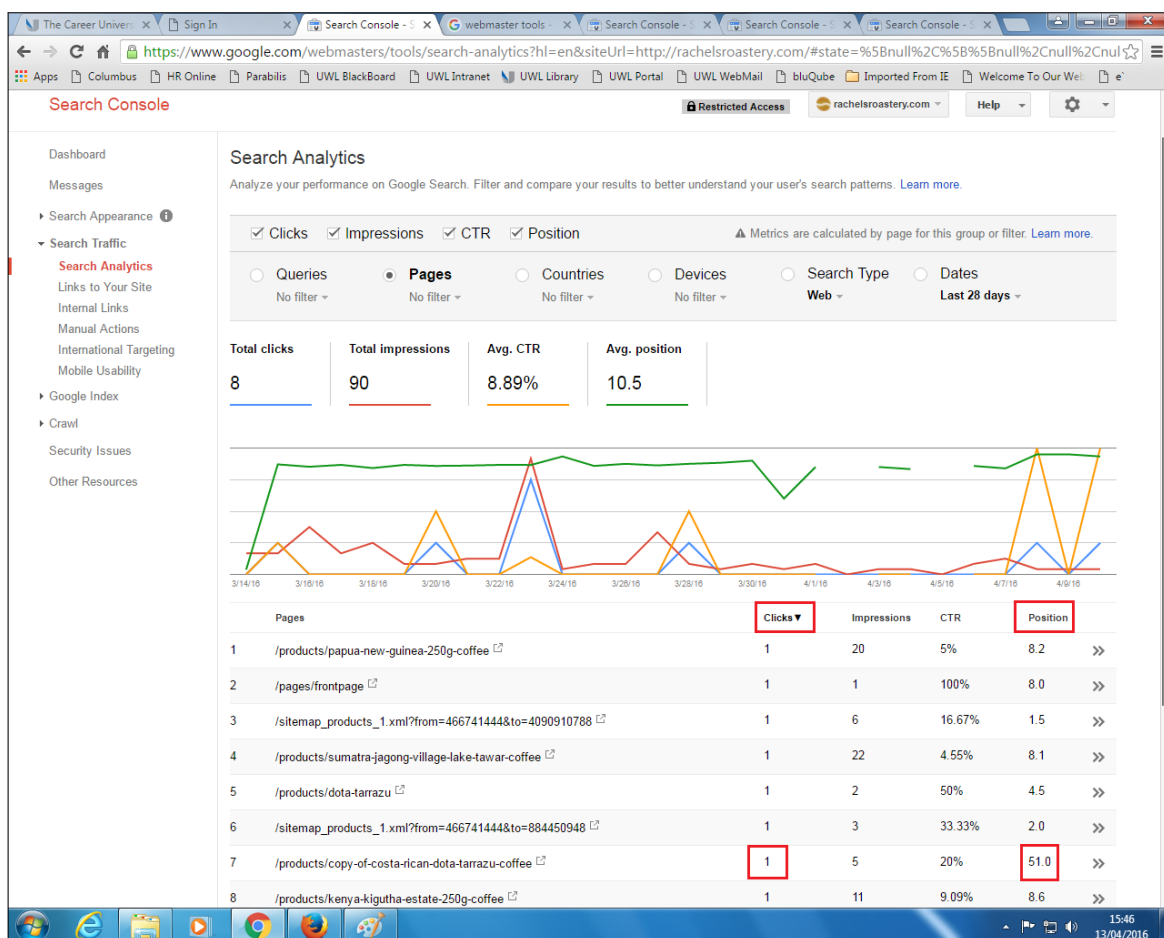 The Career Univers
Sign In
Search Console - S
webmaster tools -
Search Console - S
Search Console - S
Search Console - S
https://www.google.com/webmasters/tools/search-analytics?hl=en&siteUrl=http://rachelsroastery.com/#state=%5Bnull%2C%5B%5Bnull%2Cnull%2Cnul
Apps Columbus HR Online Parabilis UWL BlackBoard UWL Intranet UWL Library UWL Portal UWL WebMail bluQube Imported From IE Welcome To Our Web e
Search Console
Restricted Access
rachelsroastery.com
Help
Dashboard
Messages
Search Appearance
Search Traffic
Search Analytics
Links to Your Site
Internal Links
Manual Actions
International Targeting
Mobile Usability
Google Index
Crawl
Security Issues
Other Resources
Search Analytics
Analyze your performance on Google Search. Filter and compare your results to better understand your user's search patterns. Learn more.
Clicks Impressions CTR Position
Metrics are calculated by page for this group or filter. Learn more.
Queries Pages Countries Devices Search Type Dates
No filter No filter No filter No filter Web Last 28 days
Total clicks Total impressions Avg. CTR Avg. position
8 90 8.89% 10.5
3/14/16 3/16/16 3/18/16 3/20/16 3/22/16 3/24/16 3/26/16 3/28/16 3/30/16 4/1/16 4/3/16 4/5/16 4/7/16 4/9/16
Pages Clicks▼ Impressions CTR Position
1 /products/papua-new-guinea-250g-coffee 1 20 5% 8.2 »
2 /pages/frontpage 1 1 100% 8.0 »
3 /sitemap_products_1.xml?from=466741444&to=4090910788 1 6 16.67% 1.5 »
4 /products/sumatra-jagong-village-lake-tawar-coffee 1 22 4.55% 8.1 »
5 /products/dota-tarrazu 1 2 50% 4.5 »
6 /sitemap_products_1.xml?from=466741444&to=884450948 1 3 33.33% 2.0 »
7 /products/copy-of-costa-rican-dota-tarrazu-coffee 1 5 20% 51.0 »
8 /products/kenya-kigutha-estate-250g-coffee 1 11 9.09% 8.6 »
15:46
13/04/2016